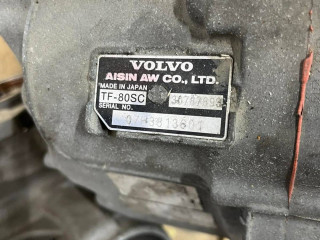 VOLVO
AISIN AW CO., LTD.
MADE IN JAPAN
TF-80SC
SERIAL NO.